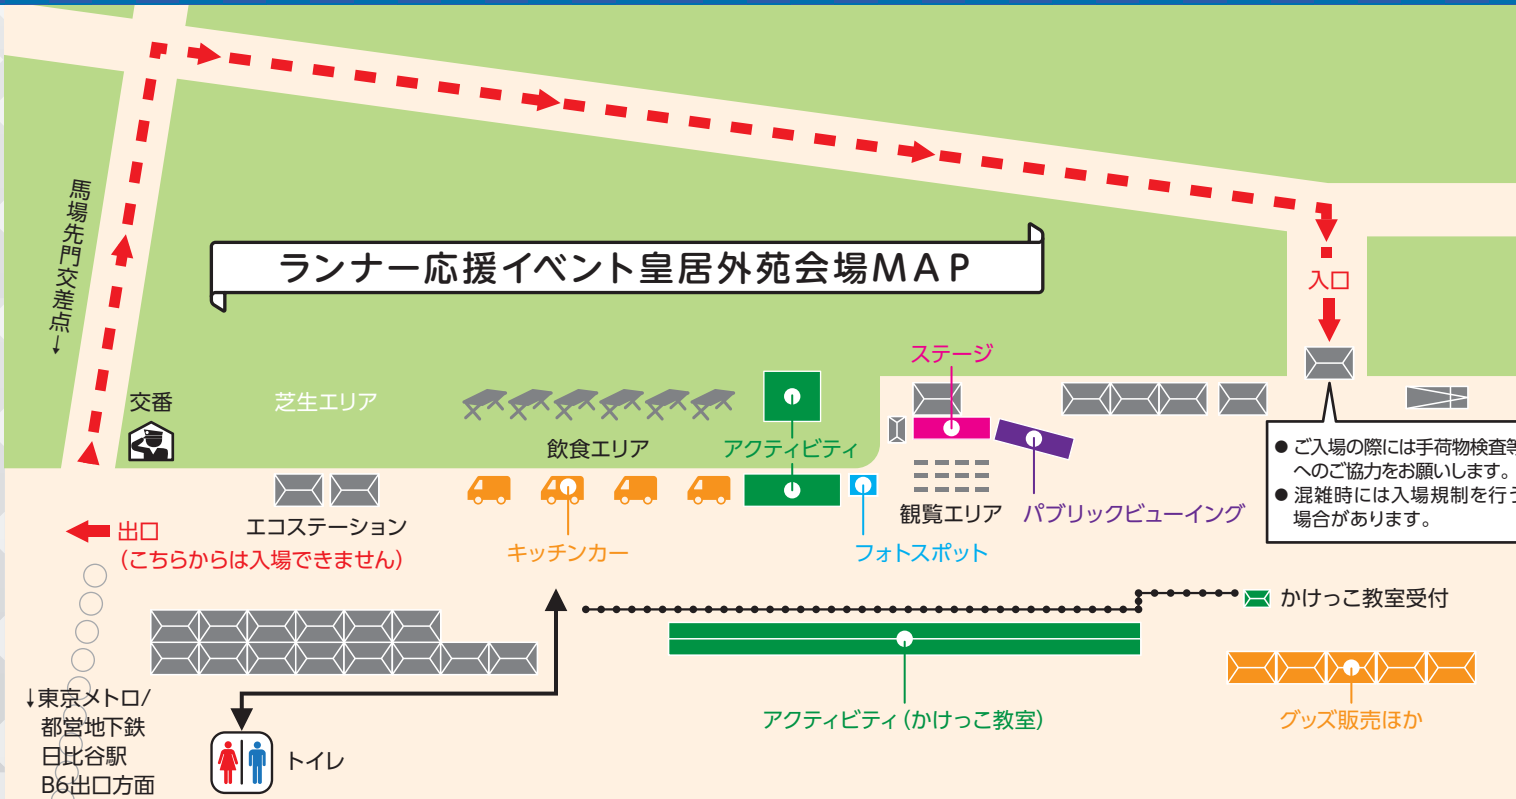 馬場先門交差点↓
ランナー応援イベント皇居外苑会場MAP
入口
交番
芝生エリア
飲食エリア
アクティビティ
ステージ
エコステーション
キッチンカー
フォトスポット
観覧エリア
パブリックビューイング
● ご入場の際には手荷物検査等
へのご協力をお願いします。
● 混雑時には入場規制を行う
場合があります。
出口
(こちらからは入場できません)
かけっこ教室受付
アクティビティ(かけっこ教室)
グッズ販売ほか
↓東京メトロ/
都営地下鉄
日比谷駅
B6出口方面
トイレ